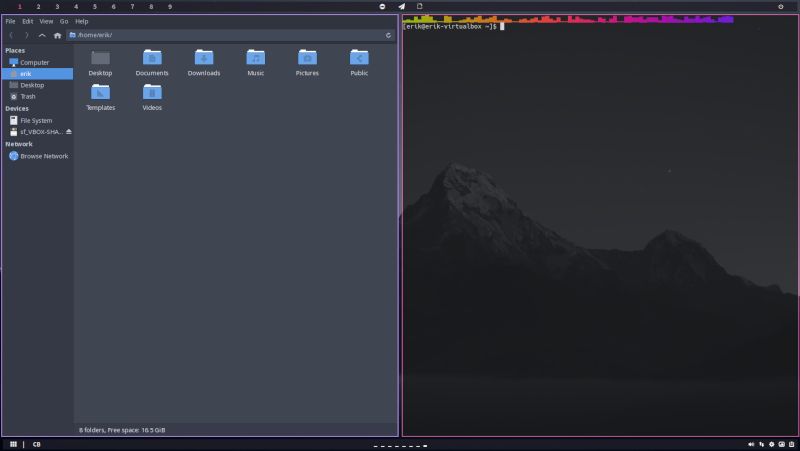 1 2 3 4 5 6 7 8 9
File Edit View Go Help
/home/erik/
Places
Computer
erik
Desktop
Trash
Devices
File System
sf_VBOX-SHA...
Network
Browse Network
Desktop Documents Downloads Music Pictures Public
Templates Videos
8 folders, Free space: 16.5 GiB
[erik@erik-virtualbox ~]$
| CB